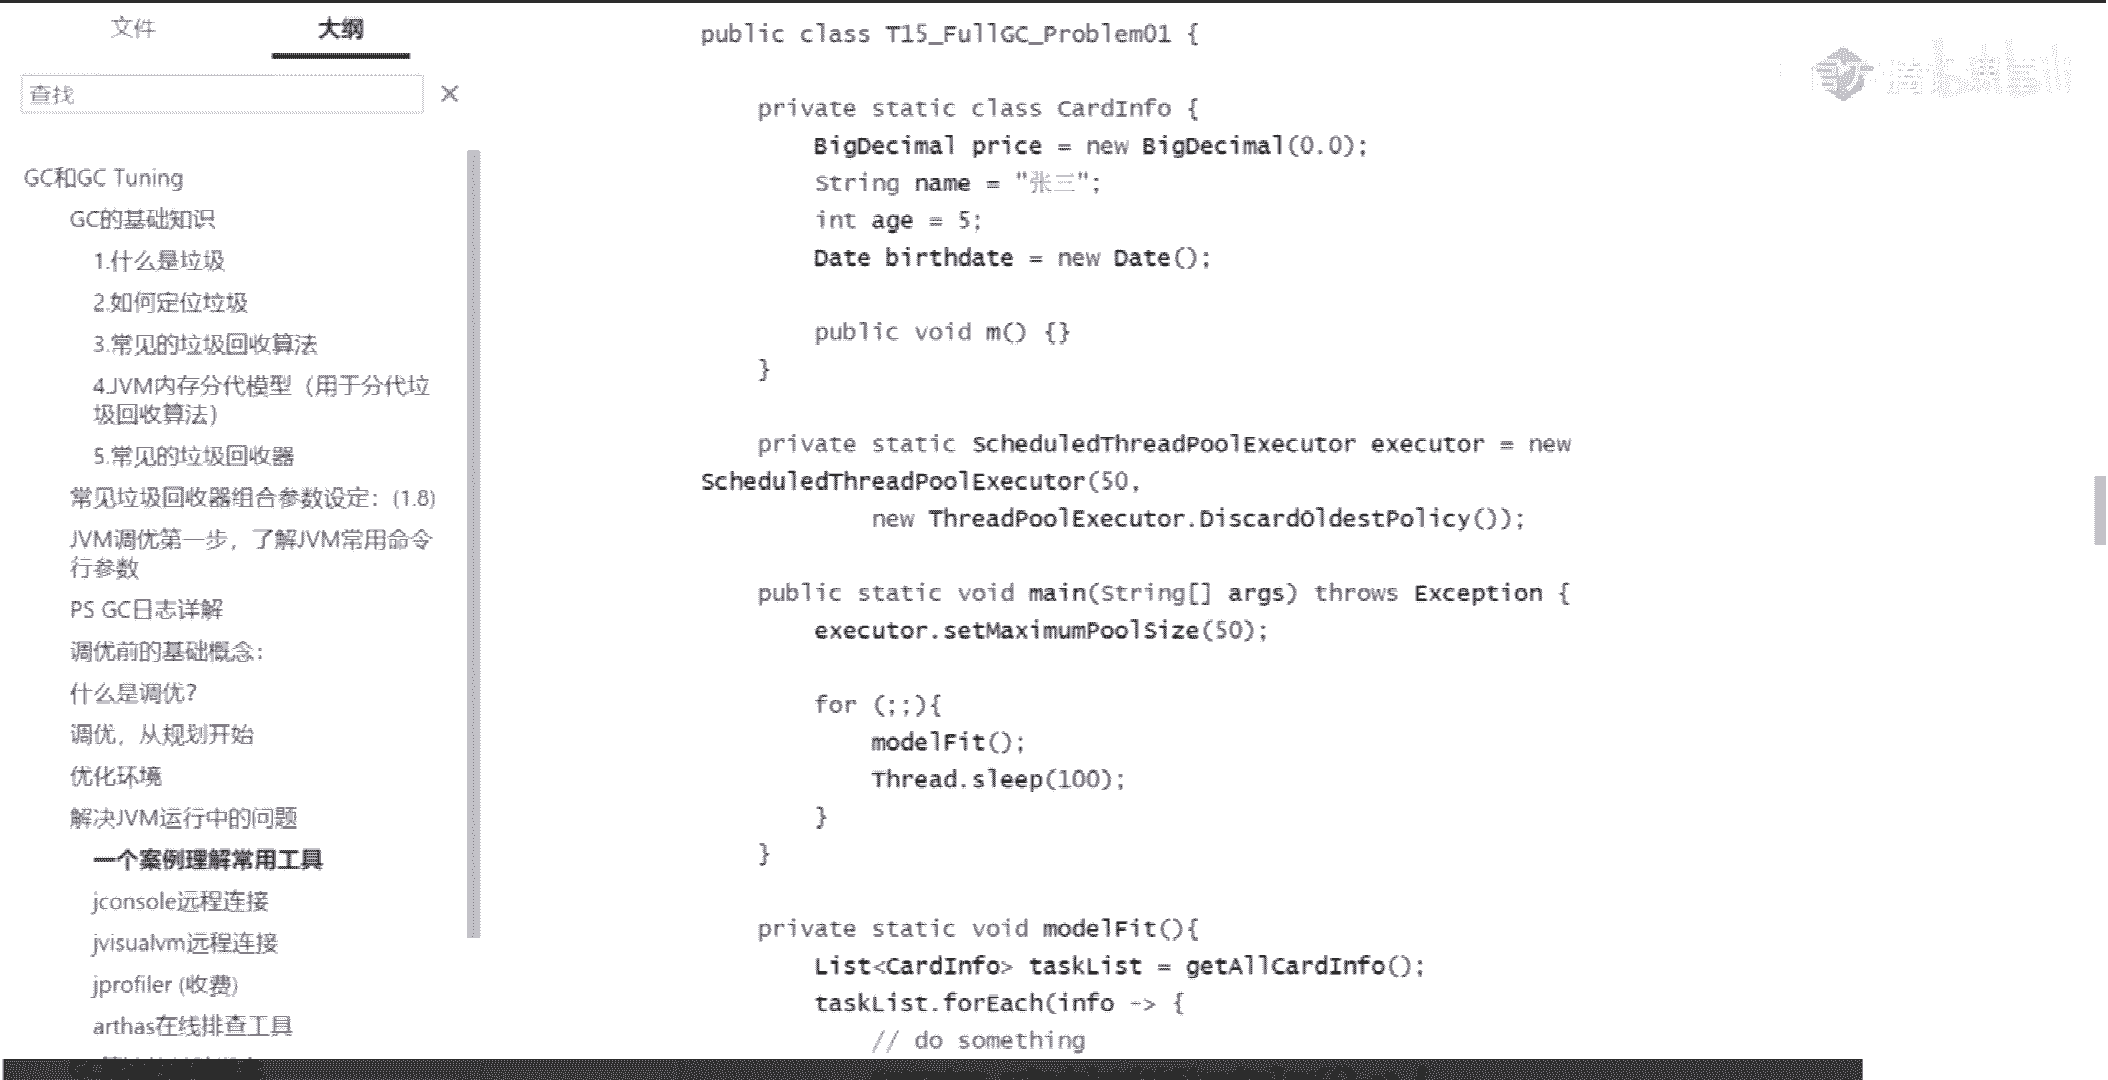 文件
大纲
查找
GC和GC Tuning
GC的基础知识
1.什么是垃圾
2.如何定位垃圾
3.常见的垃圾回收算法
4.JVM内存分代模型（用于分代垃
圾回收算法）
5.常见的垃圾回收器
常见垃圾回收器组合参数设定：(1.8)
JVM调优第一步，了解JVM常用命令
行参数
PS GC日志详解
调优前的基础概念：
什么是调优？
调优，从规划开始
优化环境
解决JVM运行中的问题
一个案例理解常用工具
jconsole远程连接
jvisualvm远程连接
jprofiler (收费)
arthas在线排查工具
public class T15_FullGC_Problem01 {
private static class CardInfo {
BigDecimal price = new BigDecimal(0.0);
String name = "张三";
int age = 5;
Date birthdate = new Date();
public void m() {}
}
private static ScheduledThreadPoolExecutor executor = new
ScheduledThreadPoolExecutor(50,
new ThreadPoolExecutor.DiscardOldestPolicy());
public static void main(String[] args) throws Exception {
executor.setMaximumPoolSize(50);
for (;;){
modelFit();
Thread.sleep(100);
}
}
private static void modelFit(){
List<CardInfo> taskList = getAllCardInfo();
taskList.forEach(info -> {
// do something